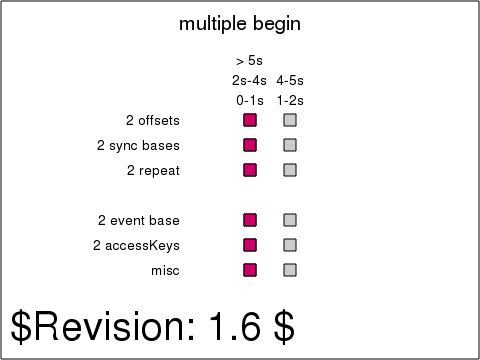 multiple begin
> 5s
2s-4s 4-5s
0-1s 1-2s
2 offsets
2 sync bases
2 repeat
2 event base
2 accessKeys
misc
$Revision: 1.6 $